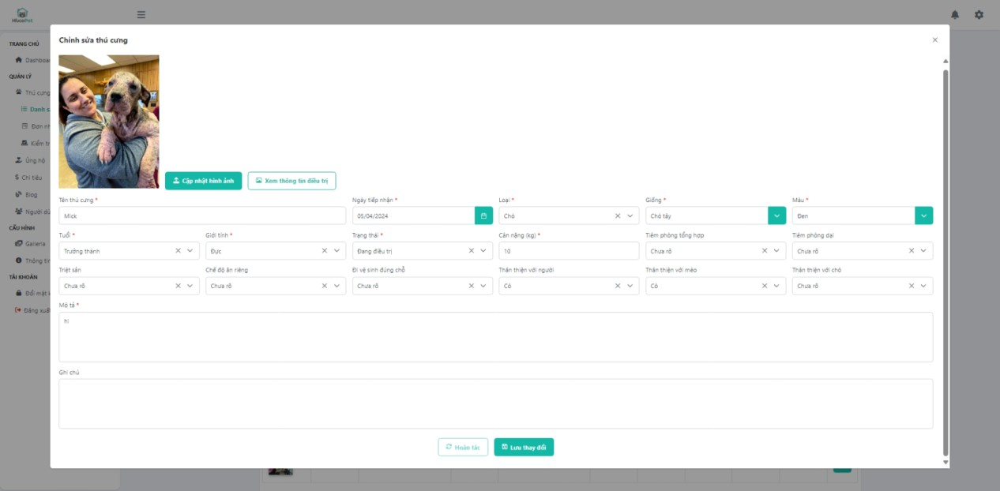 HfucaPet
Chỉnh sửa thú cưng
TRANG CHỦ
Dashboa
QUẢN LÝ
Thú cưng
Danh s
Đơn nh
Kiểm tr
Ủng hộ
$ Chi tiêu
Blog
Người dù
CẤU HÌNH
Galleria
Thông tin
TÀI KHOẢN
Đổi mật k
Đăng xuất
Cập nhật hình ảnh
Xem thông tin điều trị
Tên thú cưng * Ngày tiếp nhận * Loại * Giống * Màu *
Mick 05/04/2024 Chó Chó tây Đen
Tuổi * Giới tính * Trạng thái * Cân nặng (kg) * Tiêm phòng tổng hợp Tiêm phòng dại
Trưởng thành Đực Đang điều trị 10 Chưa rõ Chưa rõ
Triệt sản Chế độ ăn riêng Đi vệ sinh đúng chỗ Thân thiện với người Thân thiện với mèo Thân thiện với chó
Chưa rõ Chưa rõ Chưa rõ Có Có Chưa rõ
Mô tả *
hi
Ghi chú
Hoàn tác
Lưu thay đổi